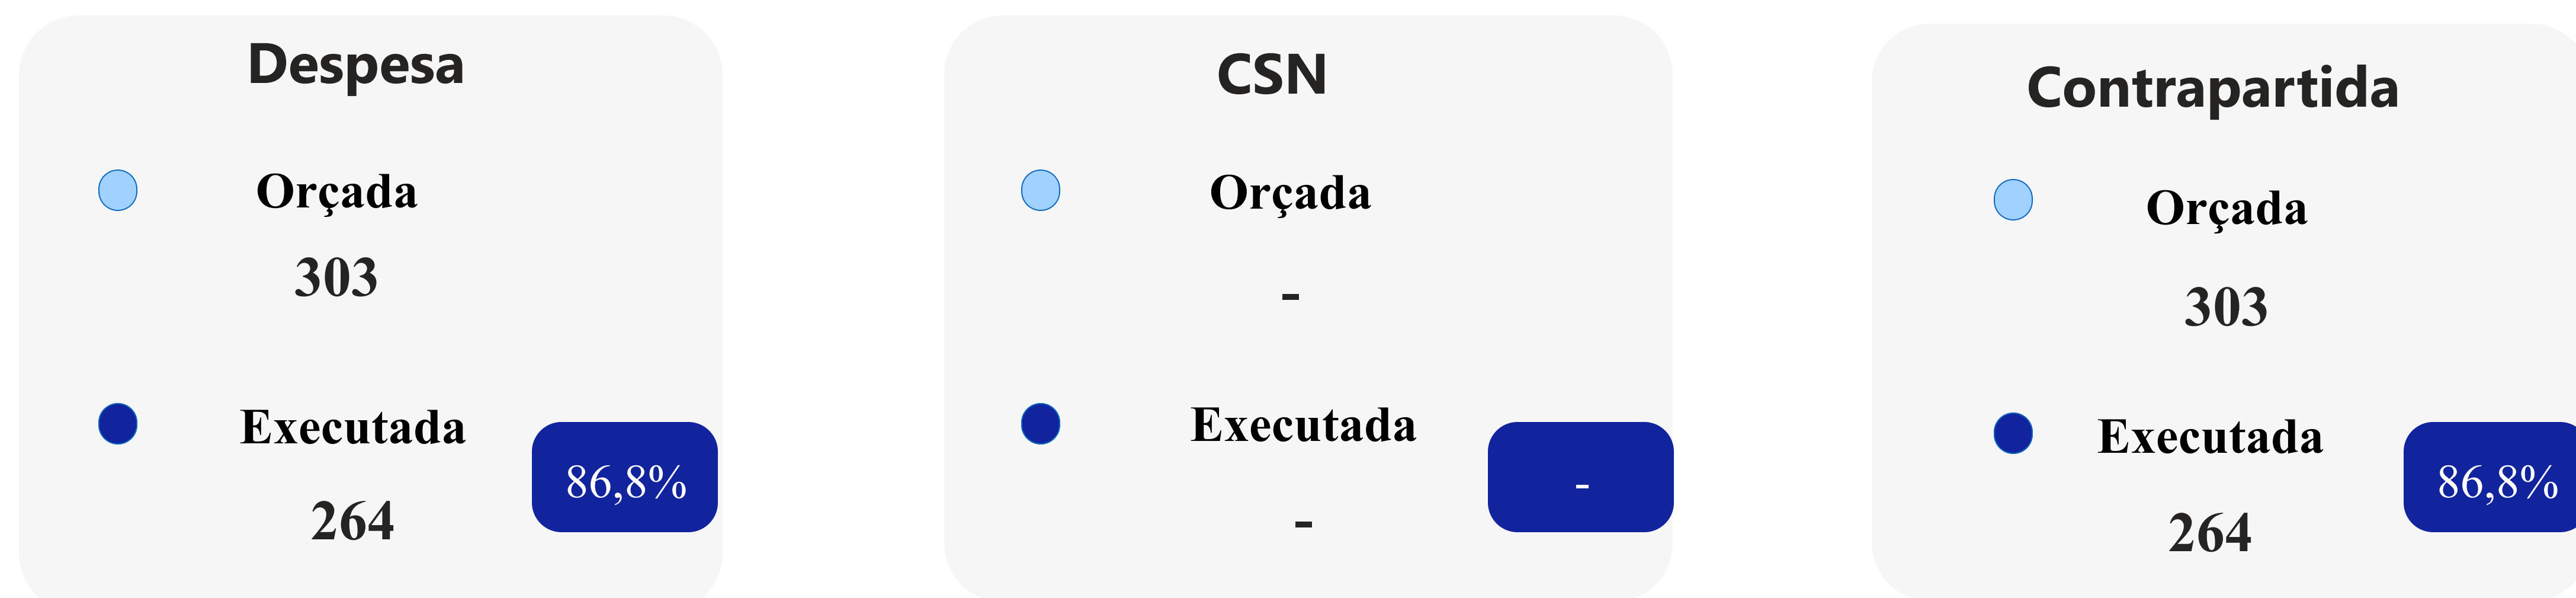 Despesa
Orçada
303
Executada
86,8%
264
CSN
Orçada
-
Executada
-
-
Contrapartida
Orçada
303
Executada
86,8%
264